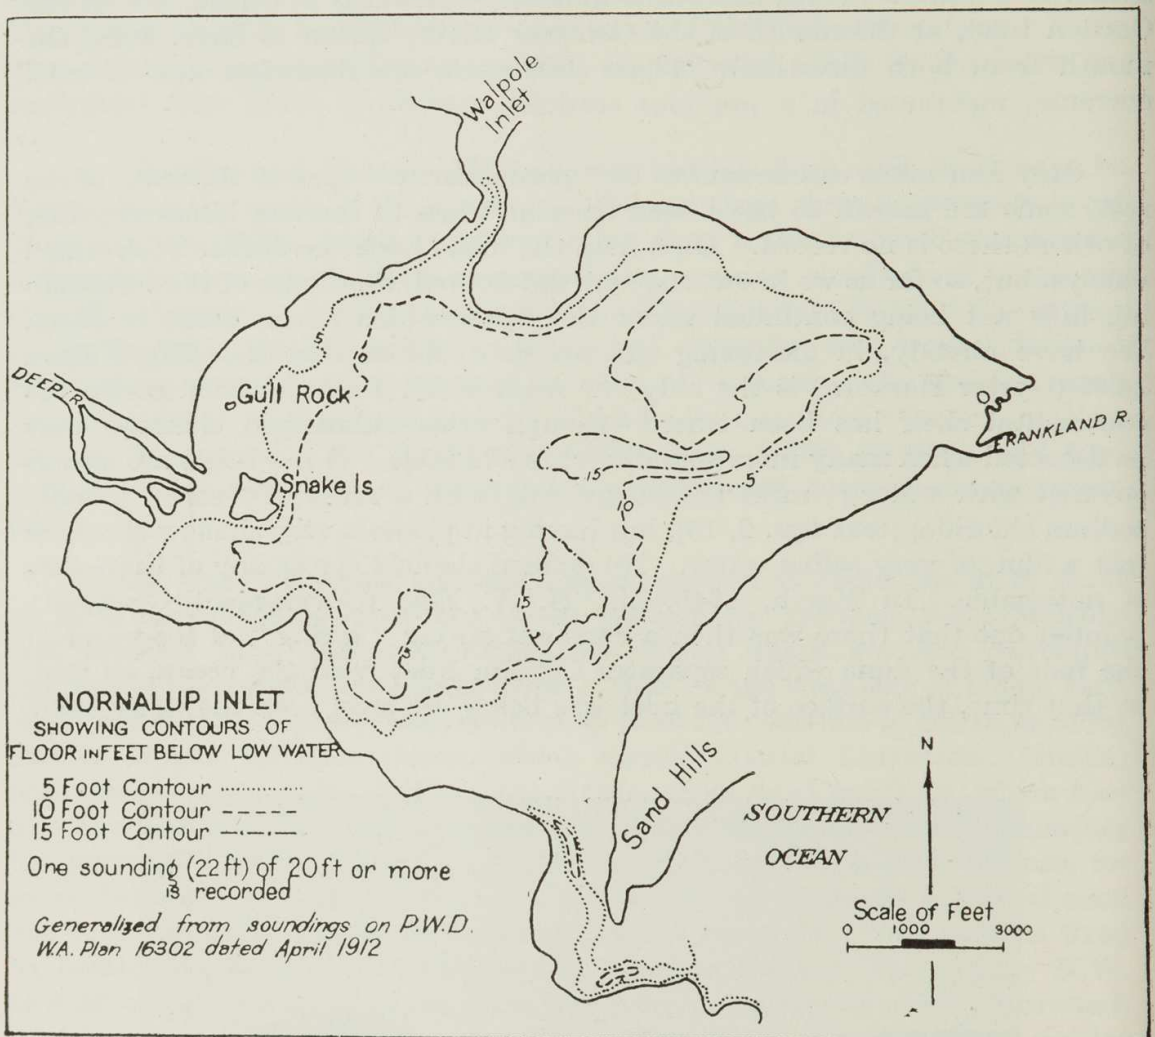 Walpole
Inlet
5
10
DEEP R.
Gull Rock
FRANKLAND R.
Snake Is
15
5
10
15
15
NORNALUP INLET
SHOWING CONTOURS OF
FLOOR IN FEET BELOW LOW WATER
5 Foot Contour
10 Foot Contour
15 Foot Contour
One sounding (22ft) of 20ft or more
is recorded
Generalized from soundings on P.W.D.
W.A. Plan 16302 dated April 1912
Sand Hills
SOUTHERN
OCEAN
N
Scale of Feet
0 1000 3000